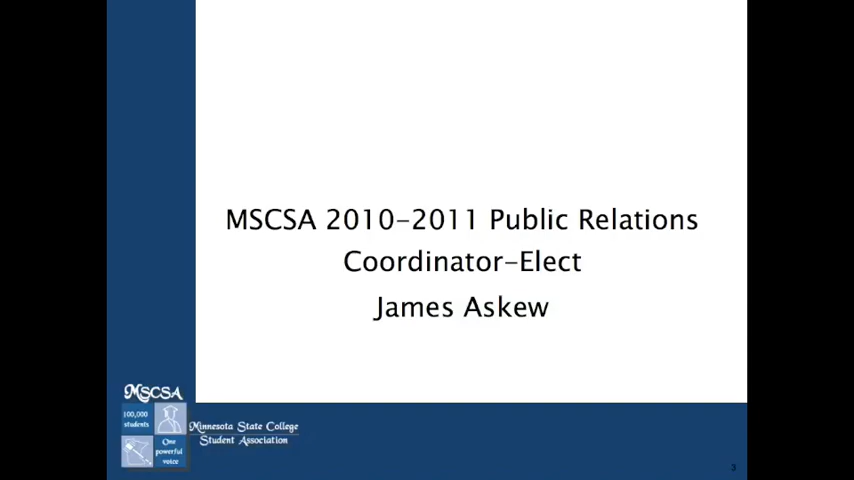 MSCSA 2010-2011 Public Relations
Coordinator-Elect
James Askew
MSCSA
100,000
students
One
powerful
voice
Minnesota State College
Student Association
3